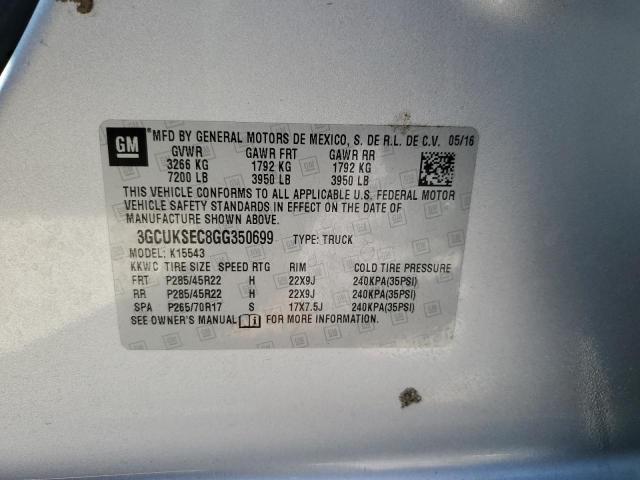 GM MFD BY GENERAL MOTORS DE MEXICO, S. DE R.L. DE C.V. 05/16
GVWR GAWR FRT GAWR RR
3266 KG 1792 KG 1792 KG
7200 LB 3950 LB 3950 LB
THIS VEHICLE CONFORMS TO ALL APPLICABLE U.S. FEDERAL MOTOR
VEHICLE SAFETY STANDARDS IN EFFECT ON THE DATE OF
MANUFACTURE SHOWN ABOVE.
3GCUKSEC8GG350699 TYPE: TRUCK
MODEL: K15543
KKWC TIRE SIZE SPEED RTG RIM COLD TIRE PRESSURE
FRT P285/45R22 H 22X9J 240KPA(35PSI)
RR P285/45R22 H 22X9J 240KPA(35PSI)
SPA P265/70R17 S 17X7.5J 240KPA(35PSI)
SEE OWNER'S MANUAL FOR MORE INFORMATION.